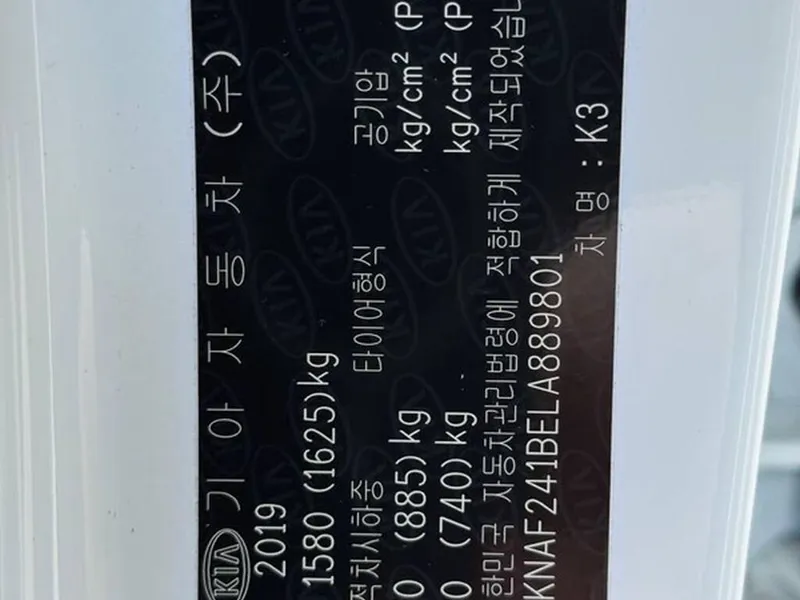 KIA 기아자동차 (주)
2019
1580 (1625)kg
적차시하중 타이어형식 공기압
0 (885)kg kg/cm² (P
0 (740)kg kg/cm² (P
한민국 자동차관리법령에 적합하게 제작되었습니
KNAF241BELA889801
차 명 : K3